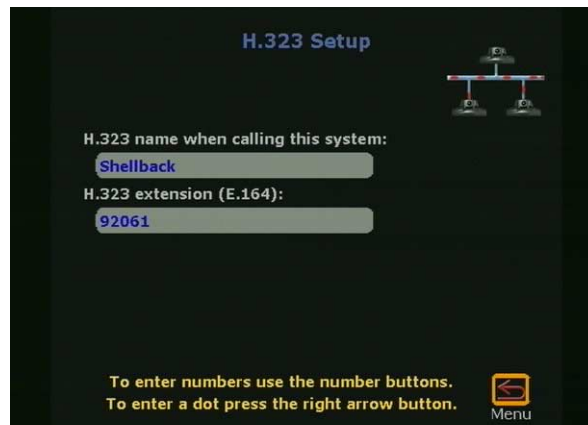 H.323 Setup
H.323 name when calling this system:
Shellback
H.323 extension (E.164):
92061
To enter numbers use the number buttons.
To enter a dot press the right arrow button.
Menu